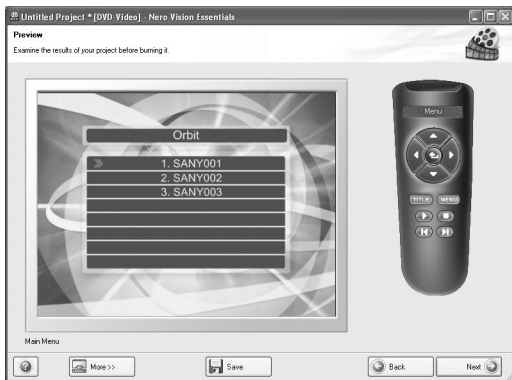 Untitled Project *[DVD-Video] - Nero Vision Essentials
Preview
Examine the results of your project before burning it.
Orbit
1. SANY001
2. SANY002
3. SANY003
Menu
TITLE MENU
Main Menu
More >>
Save
Back
Next